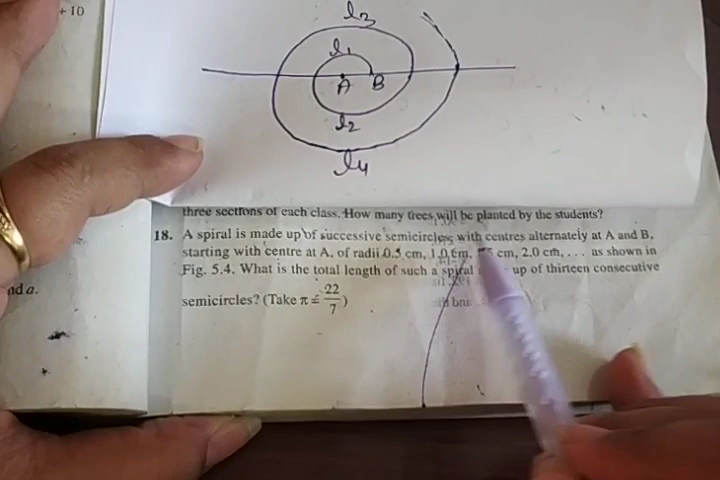 + 10
l3
l1
A B
l2
l4
three sections of each class. How many trees will be planted by the students?
18. A spiral is made up of successive semicircles, with centres alternately at A and B,
starting with centre at A, of radii 0.5 cm, 1.0 cm, cm, 2.0 cm, . . . as shown in
Fig. 5.4. What is the total length of such a spiral up of thirteen consecutive
nd a.
semicircles? (Take π = 22/7)